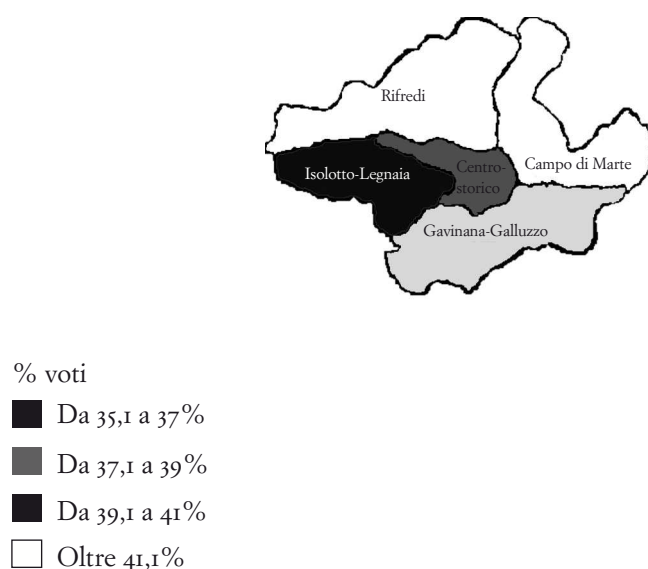 Rifredi
Isolotto-Legnaia
Centro-
storico
Campo di Marte
Gavinana-Galluzzo
% voti
Da 35,1 a 37%
Da 37,1 a 39%
Da 39,1 a 41%
Oltre 41,1%